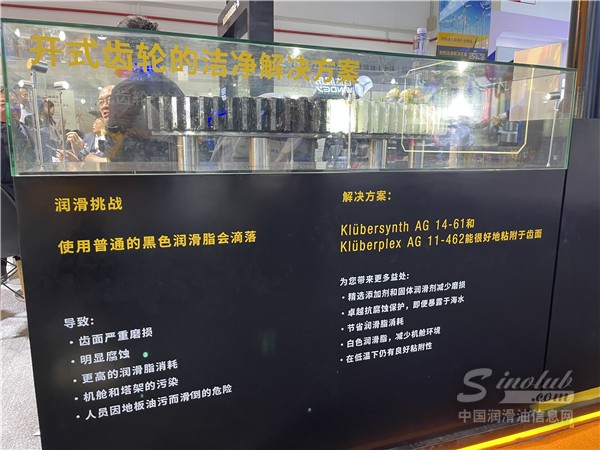 开式齿轮的洁净解决方案
润滑挑战
使用普通的黑色润滑脂会滴落
导致：
·齿面严重磨损
·明显腐蚀
·更高的润滑脂消耗
·机舱和塔架的污染
·人员因地板油污而滑倒的危险
解决方案：
Klübersynth AG 14-61和
Klüberplex AG 11-462能很好地粘附于齿面
为您带来更多益处：
·精选添加剂和固体润滑剂减少磨损
·卓越抗腐蚀保护，即便暴露于海水
·节省润滑脂消耗
·白色润滑脂，减少机舱环境
·在低温下仍有良好粘附性
Sinolub.com
中国润滑油信息网